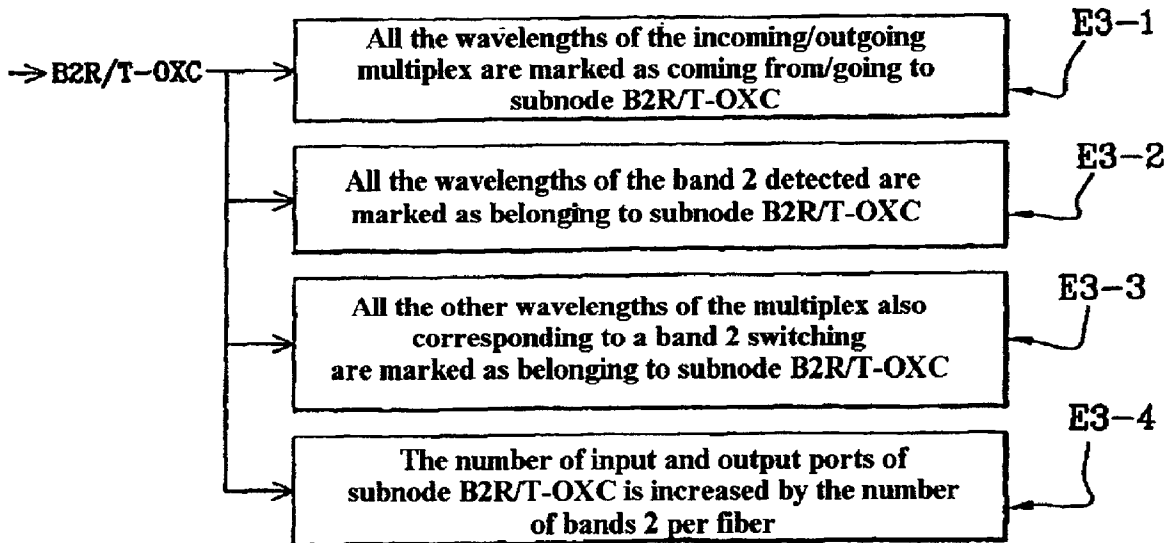 B2R/T-OXC
All the wavelengths of the incoming/outgoing
multiplex are marked as coming from/going to
subnode B2R/T-OXC
E3-1
All the wavelengths of the band 2 detected are
marked as belonging to subnode B2R/T-OXC
E3-2
All the other wavelengths of the multiplex also
corresponding to a band 2 switching
are marked as belonging to subnode B2R/T-OXC
E3-3
The number of input and output ports of
subnode B2R/T-OXC is increased by the number
of bands 2 per fiber
E3-4